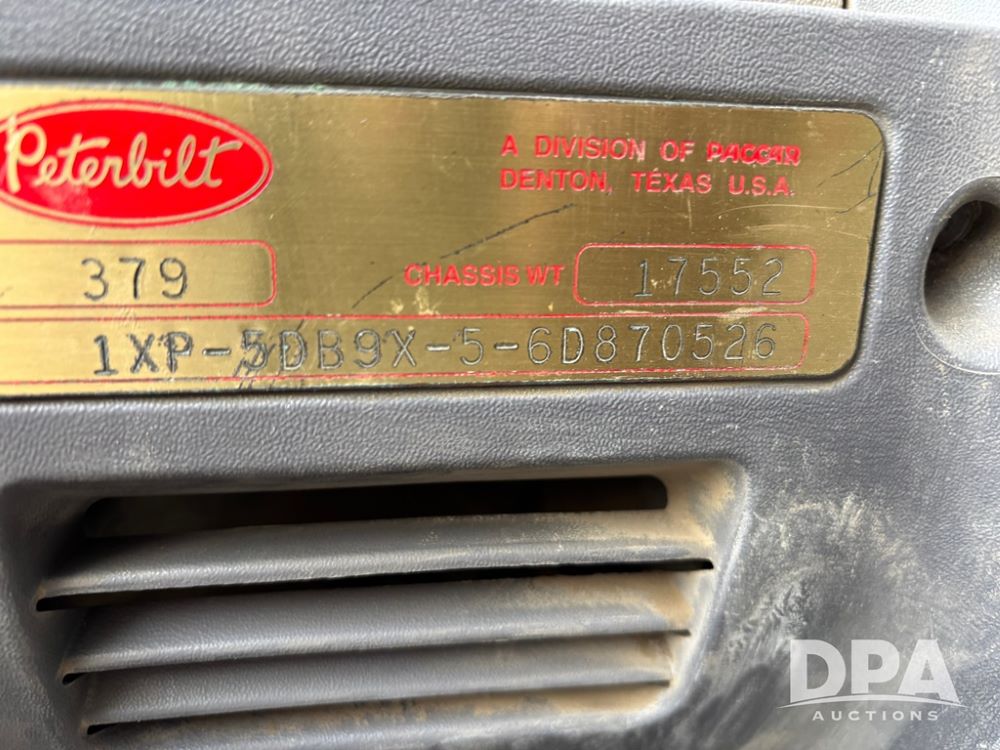 Peterbilt
A DIVISION OF PACCAR
DENTON, TEXAS U.S.A.
379
CHASSIS WT 17552
1XP-5DB9X-5-6D870526
DPA
AUCTIONS